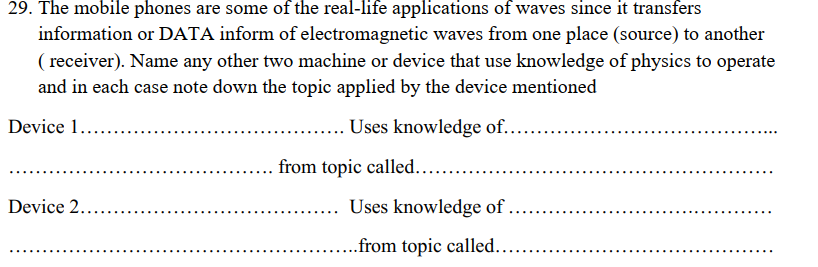 29. The mobile phones are some of the real-life applications of waves since it transfers
information or DATA inform of electromagnetic waves from one place (source) to another
( receiver). Name any other two machine or device that use knowledge of physics to operate
and in each case note down the topic applied by the device mentioned
Device 1…………………………………. Uses knowledge of…………………………………...
…………………………………. from topic called………………………………………………
Device 2………………………………… Uses knowledge of …………………………………
……………………………………………..from topic called……………………………………